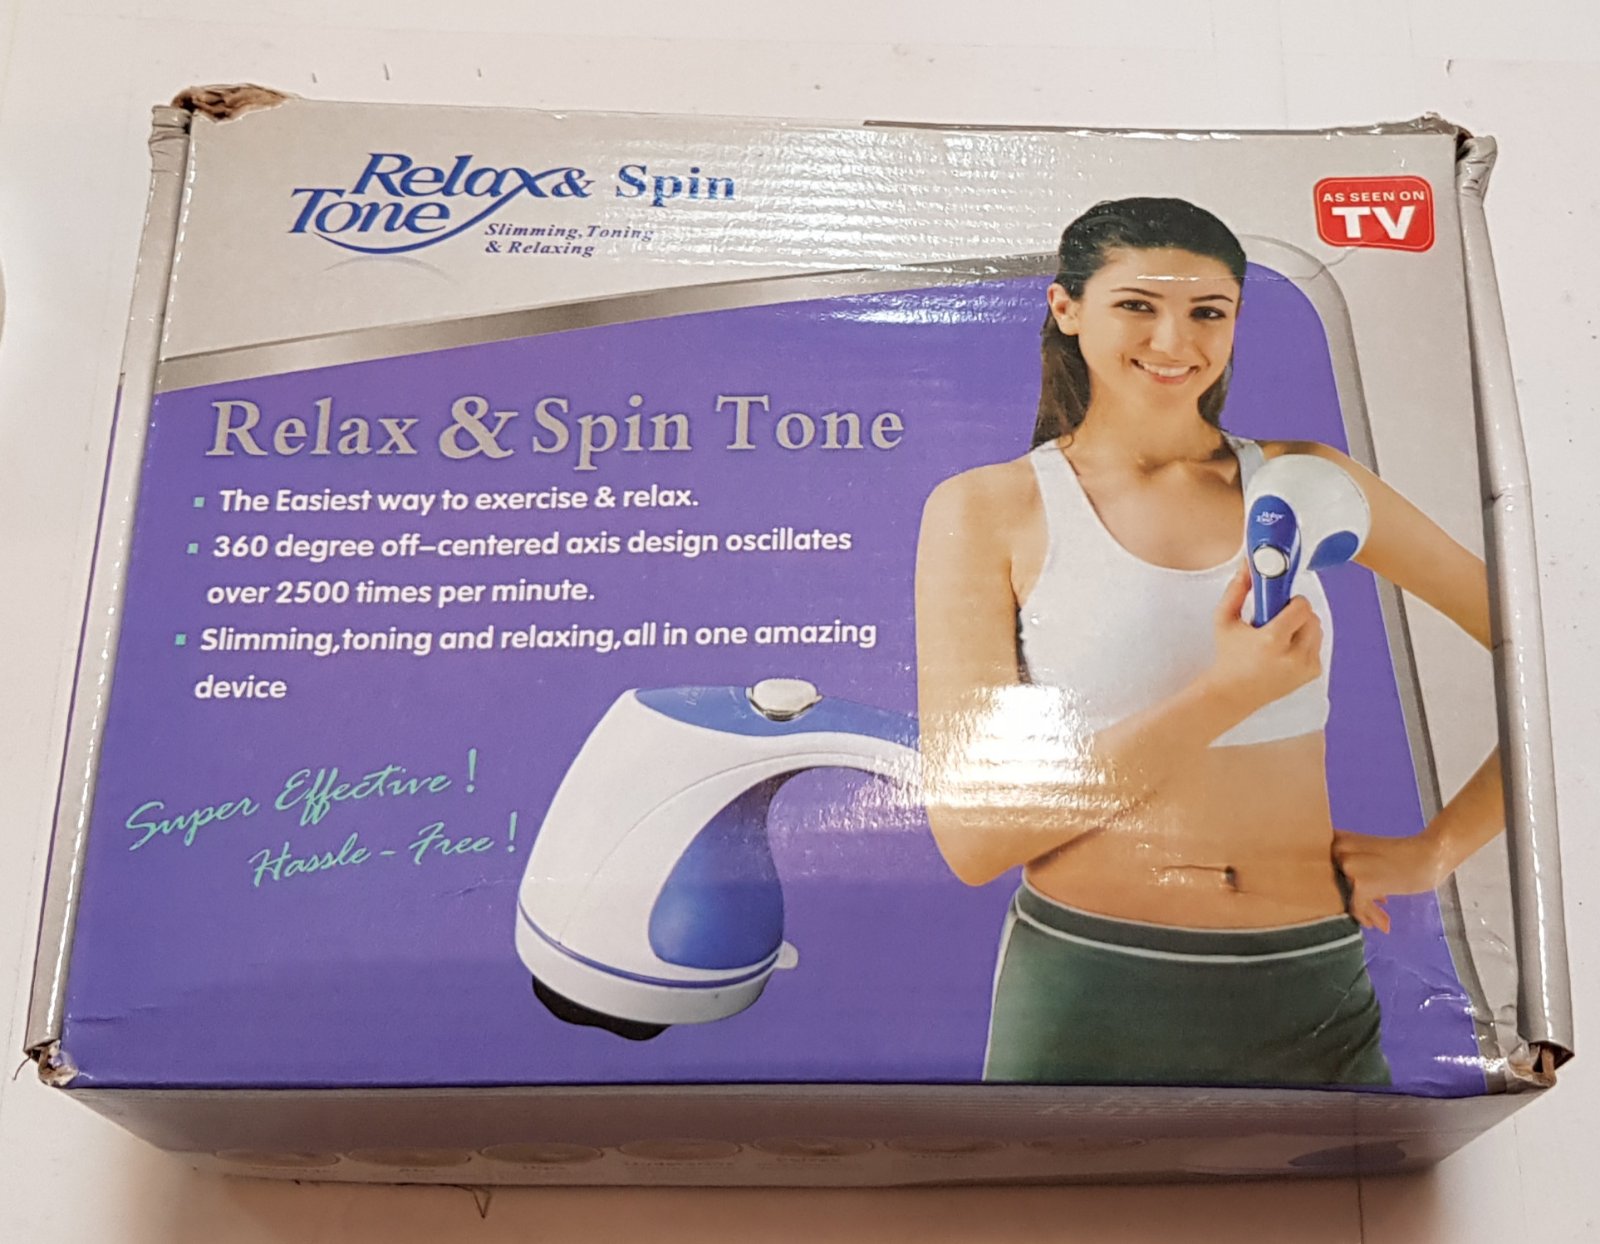 Relax & Spin
Tone
Slimming, Toning
& Relaxing
AS SEEN ON
TV
Relax & Spin Tone
The Easiest way to exercise & relax.
360 degree off-centered axis design oscillates
over 2500 times per minute.
Slimming,toning and relaxing,all in one amazing
device
Super Effective!
Hassle - Free!
Relax
Tone